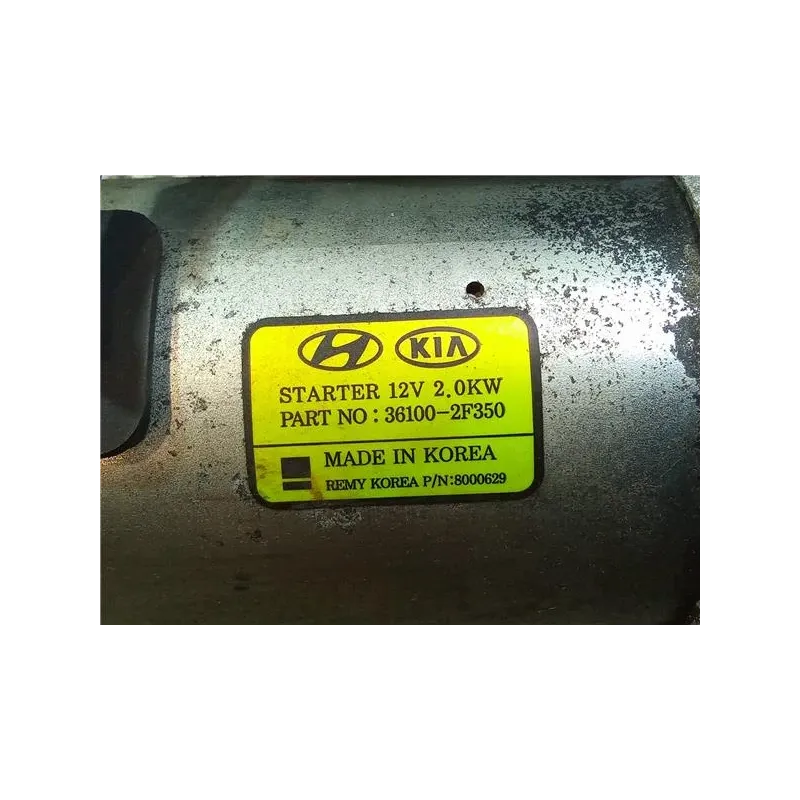 KIA
STARTER 12V 2.0KW
PART NO : 36100-2F350
MADE IN KOREA
REMY KOREA P/N:8000629